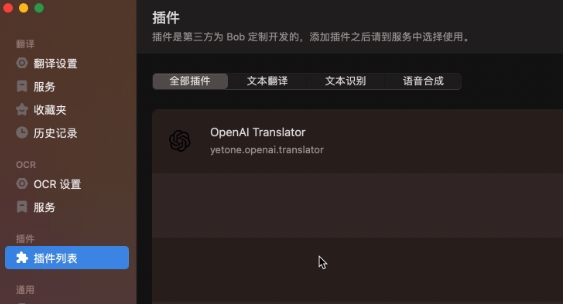 翻译
翻译设置
服务
收藏夹
历史记录
OCR
OCR 设置
服务
插件
插件列表
通用
插件
插件是第三方为 Bob 定制开发的，添加插件之后请到服务中选择使用。
全部插件
文本翻译
文本识别
语音合成
OpenAI Translator
yetone.openai.translator